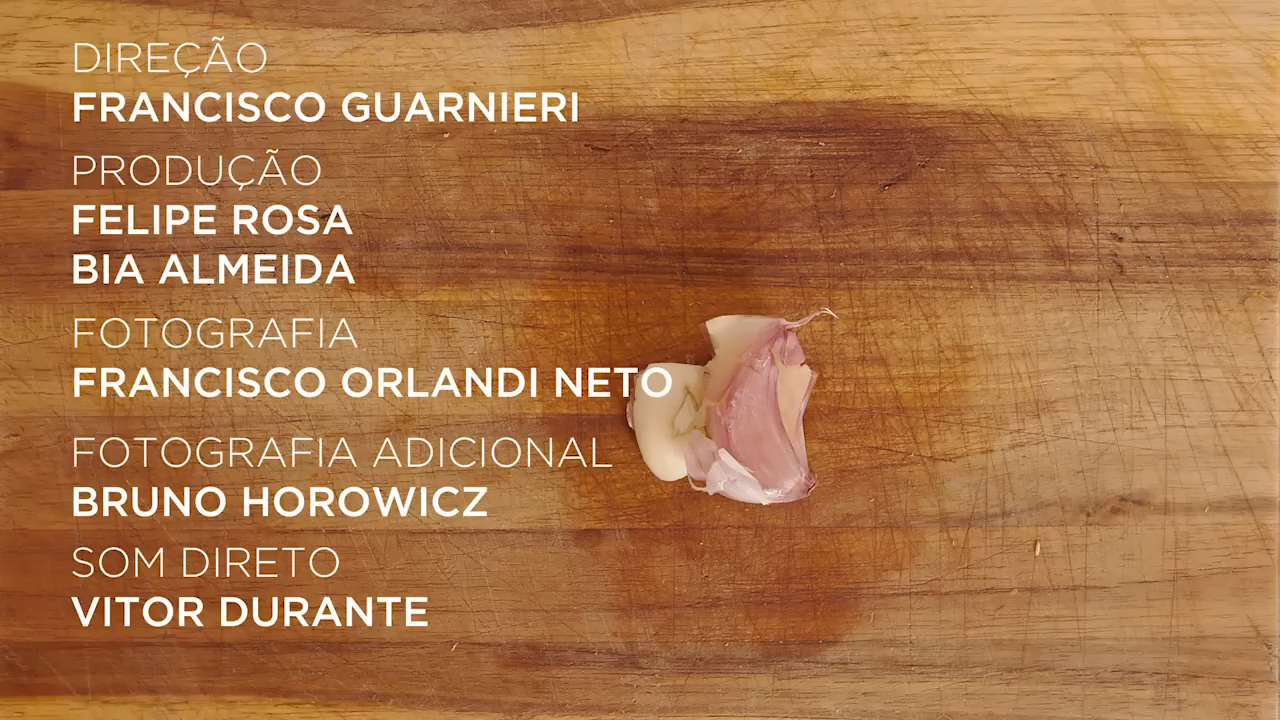 DIREÇÃO
FRANCISCO GUARNIERI
PRODUÇÃO
FELIPE ROSA
BIA ALMEIDA
FOTOGRAFIA
FRANCISCO ORLANDI NETO
FOTOGRAFIA ADICIONAL
BRUNO HOROWICZ
SOM DIRETO
VITOR DURANTE